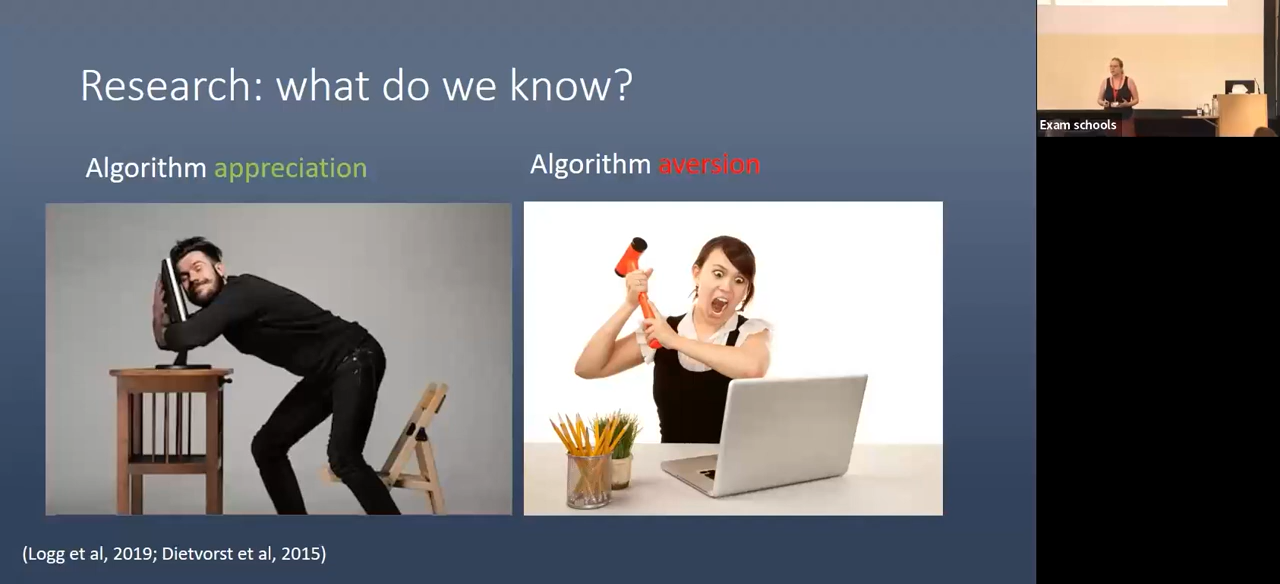 Research: what do we know?
Algorithm appreciation
Algorithm aversion
(Logg et al, 2019; Dietvorst et al, 2015)
Exam schools